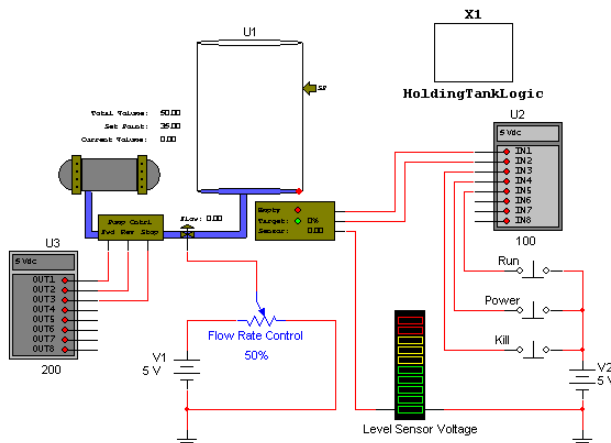 X1
HoldingTankLogic
U1
SP
Total Volume: 50.00
Set Point: 35.00
Current Volume: 0.00
U2
5 Vdc
IN1
IN2
IN3
IN4
IN5
IN6
IN7
IN8
100
Flow: 0.00
Empty
Target: 0%
Sensor: 0.00
Pump Cntrl
Fwd Rev Stop
U3
5 Vdc
OUT1
OUT2
OUT3
OUT4
OUT5
OUT6
OUT7
OUT8
200
Run
Power
Kill
Flow Rate Control
50%
V1
5 V
V2
5 V
Level Sensor Voltage